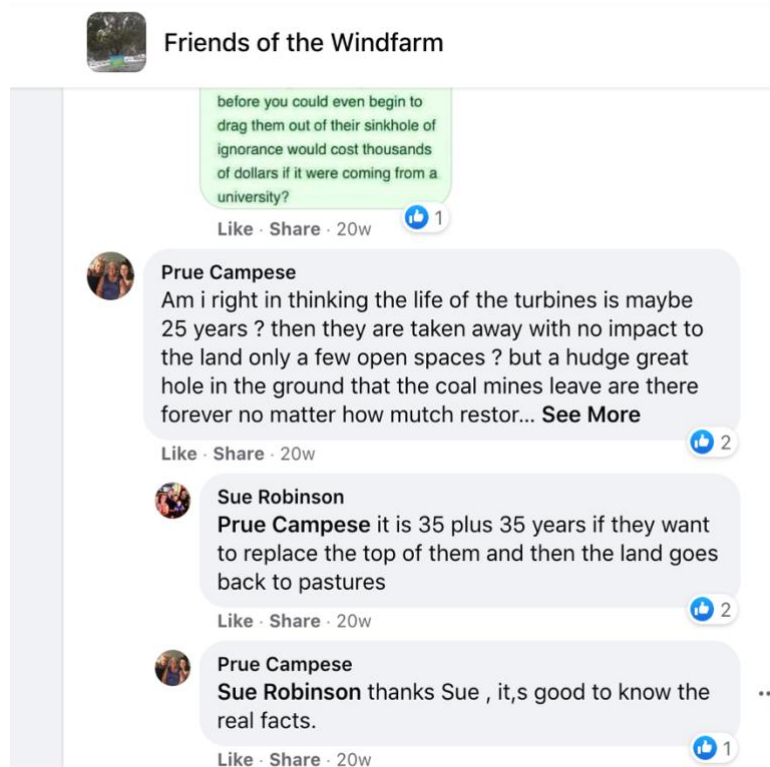 Friends of the Windfarm
before you could even begin to
drag them out of their sinkhole of
ignorance would cost thousands
of dollars if it were coming from a
university?
1
Like · Share · 20w
Prue Campese
Am i right in thinking the life of the turbines is maybe
25 years ? then they are taken away with no impact to
the land only a few open spaces ? but a hudge great
hole in the ground that the coal mines leave are there
forever no matter how mutch restor... See More
2
Like · Share · 20w
Sue Robinson
Prue Campese it is 35 plus 35 years if they want
to replace the top of them and then the land goes
back to pastures
2
Like · Share · 20w
Prue Campese
Sue Robinson thanks Sue , it,s good to know the
real facts.
1
Like · Share · 20w